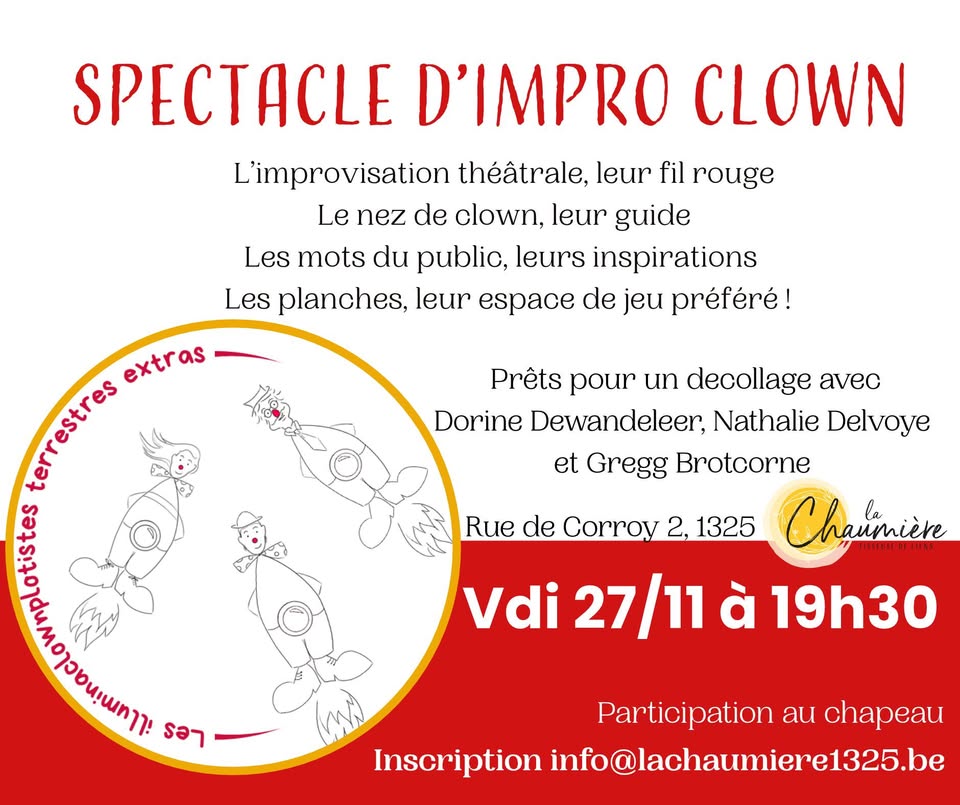 SPECTACLE D'IMPRO CLOWN
L'improvisation théâtrale, leur fil rouge
Le nez de clown, leur guide
Les mots du public, leurs inspirations
Les planches, leur espace de jeu préféré !
Les illuminaclownplotistes terrestres extras
Prêts pour un decollage avec
Dorine Dewandeleer, Nathalie Delvoye
et Gregg Brotcorne
Rue de Corroy 2, 1325
la
Chaumière
TISSEUSE DE LIENS
Vdi 27/11 à 19h30
Participation au chapeau
Inscription info@lachaumiere1325.be